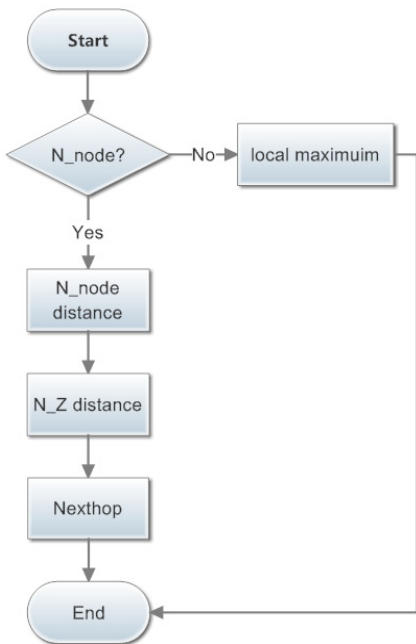 Start
N_node?
No
local maximuim
Yes
N_node
distance
N_Z distance
Nexthop
End